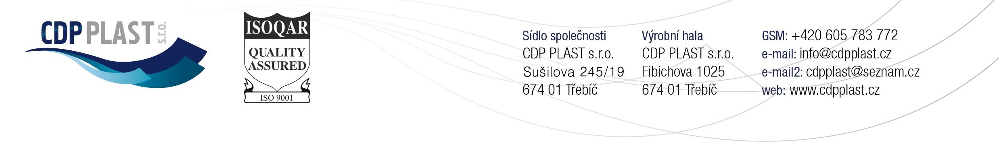 CDP PLAST s.r.o.
ISOQAR
QUALITY
ASSURED
ISO 9001
Sídlo společnosti
CDP PLAST s.r.o.
Sušilova 245/19
674 01 Třebíč
Výrobní hala
CDP PLAST s.r.o.
Fibichova 1025
674 01 Třebíč
GSM: +420 605 783 772
e-mail: info@cdpplast.cz
e-mail2: cdpplast@seznam.cz
web: www.cdpplast.cz